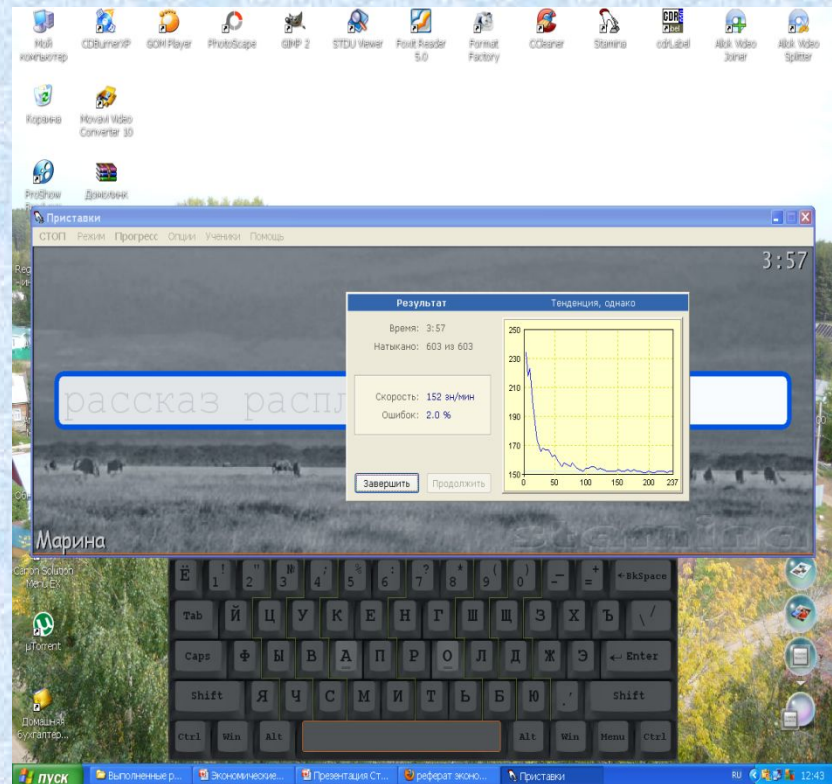 Мой
компьютер
CDBurnerXP
GOM Player
PhotoScape
GIMP 2
STDU Viewer
Foxit Reader
5.0
Format
Factory
CCleaner
Stamina
cdrLabel
Allok Video
Joiner
Allok Video
Splitter
Корзина
Movavi Video
Converter 10
ProShow
Домовёнок
Приставки
СТОП Режим Прогресс Опции Ученики Помощь
3:57
Результат
Тенденция, однако
Время: 3:57
Натыкано: 603 из 603
Скорость: 152 зн/мин
Ошибок: 2.0 %
Завершить
Продолжить
250
230
210
190
170
150
0 50 100 150 200 237
рассказ распл
Марина
stamina
Canon Solution
Menu EX
µTorrent
Домашняя
бухгалтер...
Ё ! 1 " 2 № 3 ; 4 % 5 : 6 ? 7 * 8 ( 9 ) 0 _ - + = ←BkSpace
Tab Й Ц У К Е Н Г Ш Щ З Х Ъ \ /
Caps Ф Ы В А П Р О Л Д Ж Э ↵ Enter
Shift Я Ч С М И Т Ь Б Ю . , Shift
Ctrl Win Alt Alt Win Menu Ctrl
пуск
Выполненные р...
Экономические...
Презентация Ст...
реферат эконо...
Приставки
RU
12:43